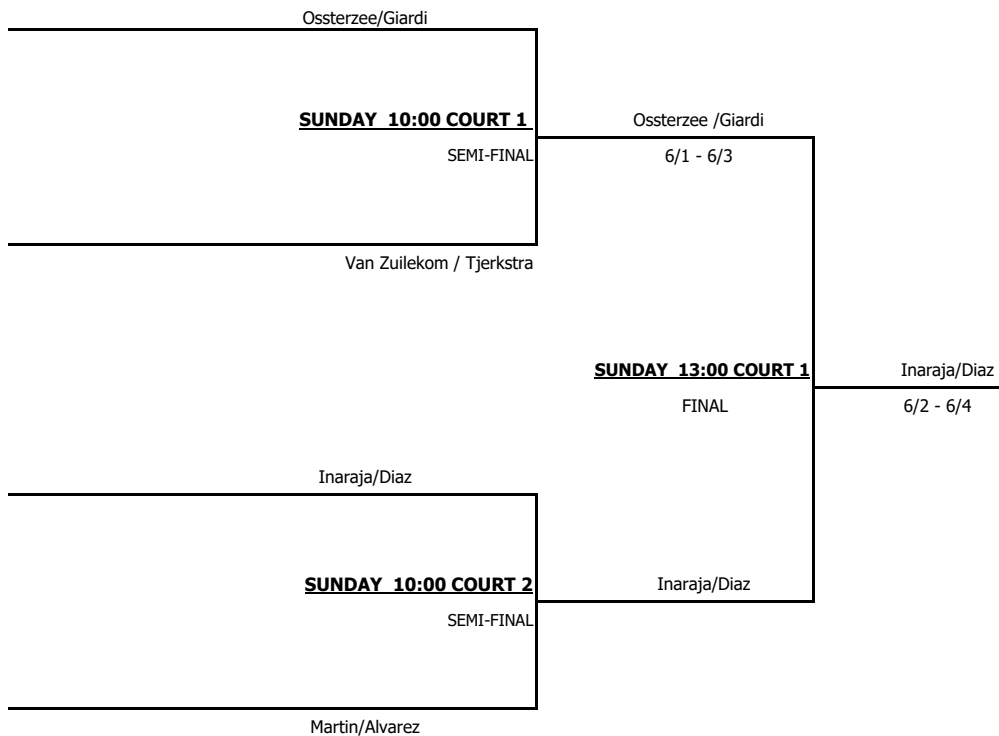 Ossterzee/Giardi
SUNDAY 10:00 COURT 1
Ossterzee /Giardi
SEMI-FINAL
6/1 - 6/3
Van Zuilekom / Tjerkstra
SUNDAY 13:00 COURT 1
Inaraja/Diaz
FINAL
6/2 - 6/4
Inaraja/Diaz
SUNDAY 10:00 COURT 2
Inaraja/Diaz
SEMI-FINAL
Martin/Alvarez